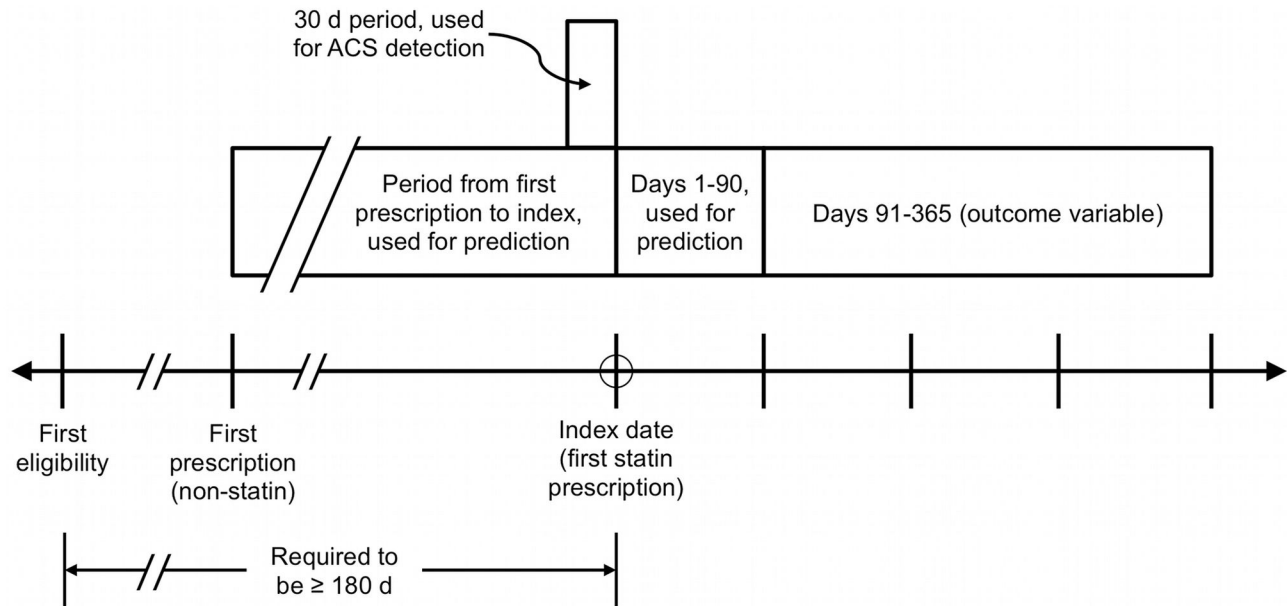 30 d period, used
for ACS detection
Period from first
prescription to index,
used for prediction
Days 1-90,
used for
prediction
Days 91-365 (outcome variable)
First
eligibility
First
prescription
(non-statin)
Index date
(first statin
prescription)
Required to
be ≥ 180 d